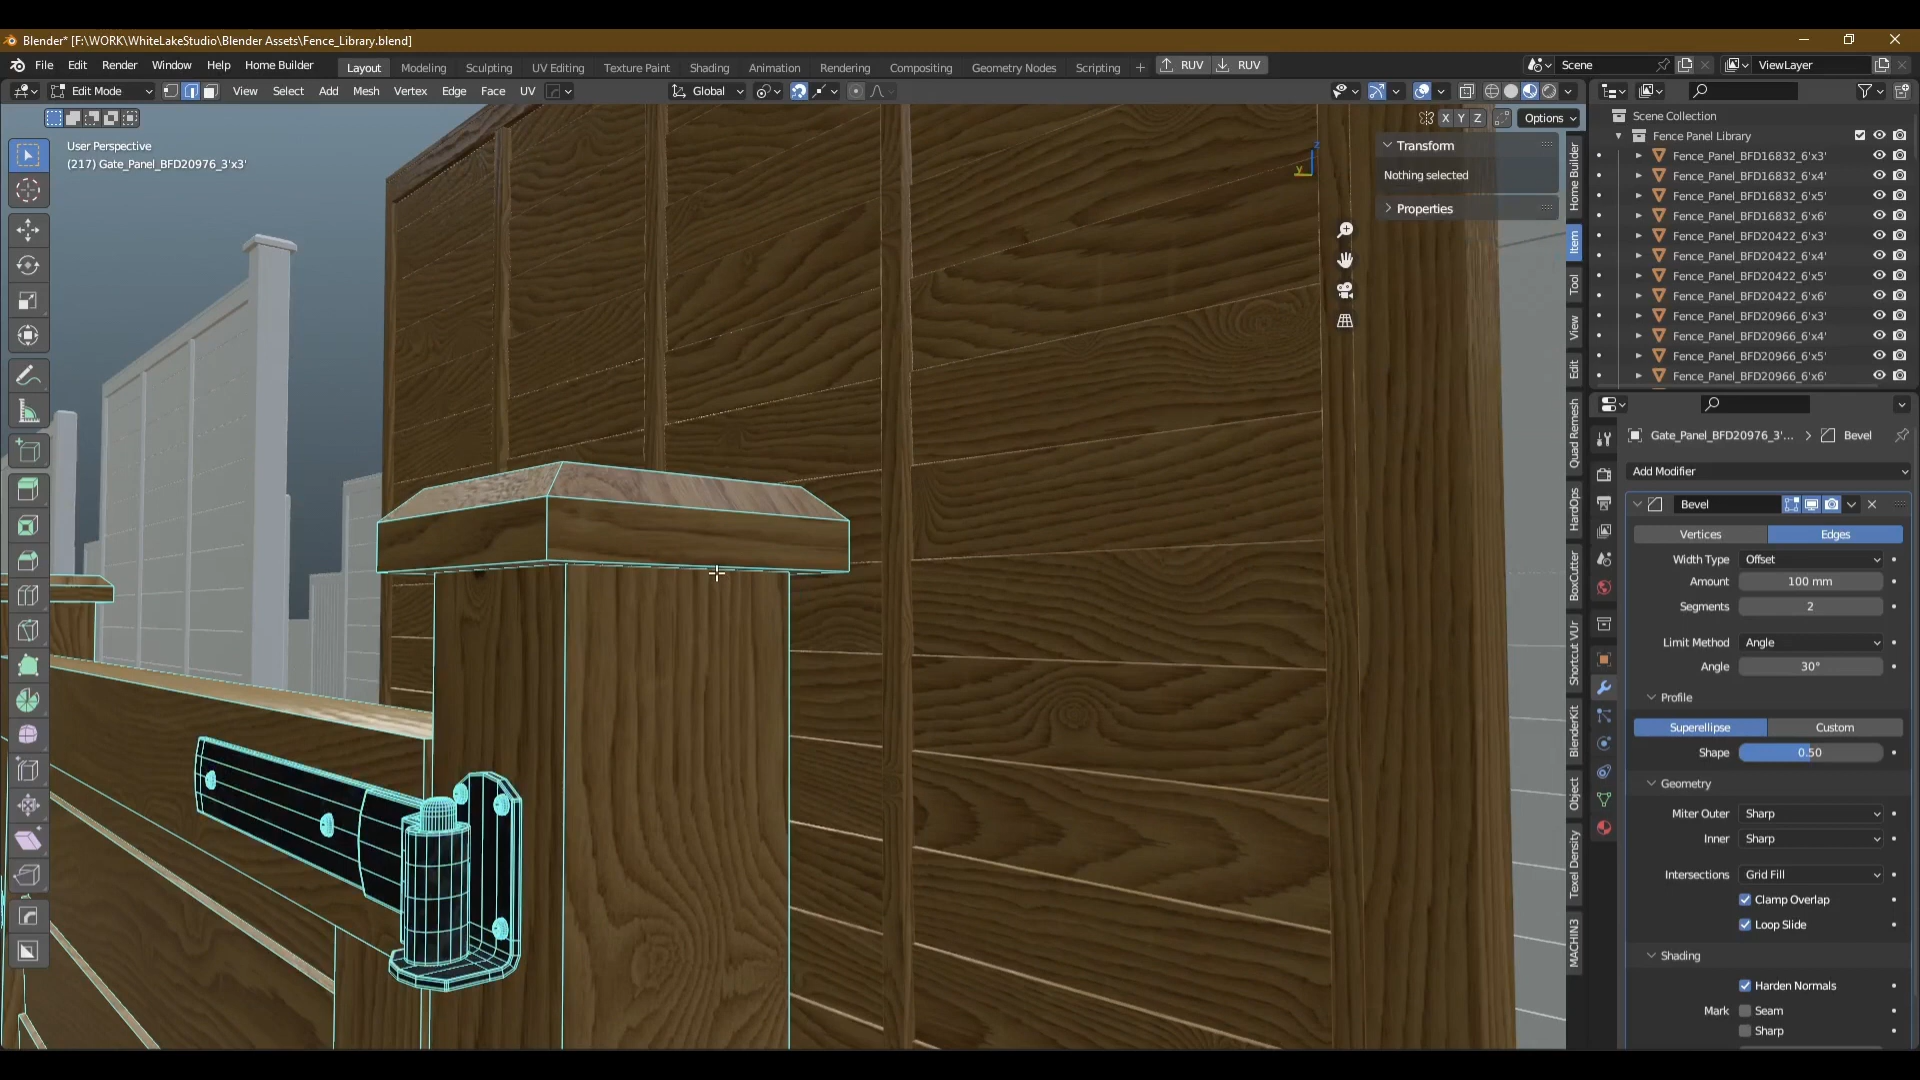 Blender* [F:\WORK\WhiteLakeStudio\Blender Assets\Fence_Library.blend]
File Edit Render Window Help Home Builder
Layout Modeling Sculpting UV Editing Texture Paint Shading Animation Rendering Compositing Geometry Nodes Scripting + RUV RUV Scene ViewLayer
Edit Mode View Select Add Mesh Vertex Edge Face UV Global
X Y Z Options
User Perspective
(217) Gate_Panel_BFD20976_3'x3'
Z
Y
Transform
Nothing selected
Properties
Home Builder
Item
Tool
View
Edit
Quad Remesh
HardOps
BoxCutter
Shortcut VUr
BlenderKit
Object
Texel Density
MACHIN3
Scene Collection
Fence Panel Library
Fence_Panel_BFD16832_6'x3'
Fence_Panel_BFD16832_6'x4'
Fence_Panel_BFD16832_6'x5'
Fence_Panel_BFD16832_6'x6'
Fence_Panel_BFD20422_6'x3'
Fence_Panel_BFD20422_6'x4'
Fence_Panel_BFD20422_6'x5'
Fence_Panel_BFD20422_6'x6'
Fence_Panel_BFD20966_6'x3'
Fence_Panel_BFD20966_6'x4'
Fence_Panel_BFD20966_6'x5'
Fence_Panel_BFD20966_6'x6'
Gate_Panel_BFD20976_3'... Bevel
Add Modifier
Bevel
Vertices Edges
Width Type Offset
Amount 100 mm
Segments 2
Limit Method Angle
Angle 30°
Profile
Superellipse Custom
Shape 0.50
Geometry
Miter Outer Sharp
Inner Sharp
Intersections Grid Fill
Clamp Overlap
Loop Slide
Shading
Harden Normals
Mark Seam
Sharp